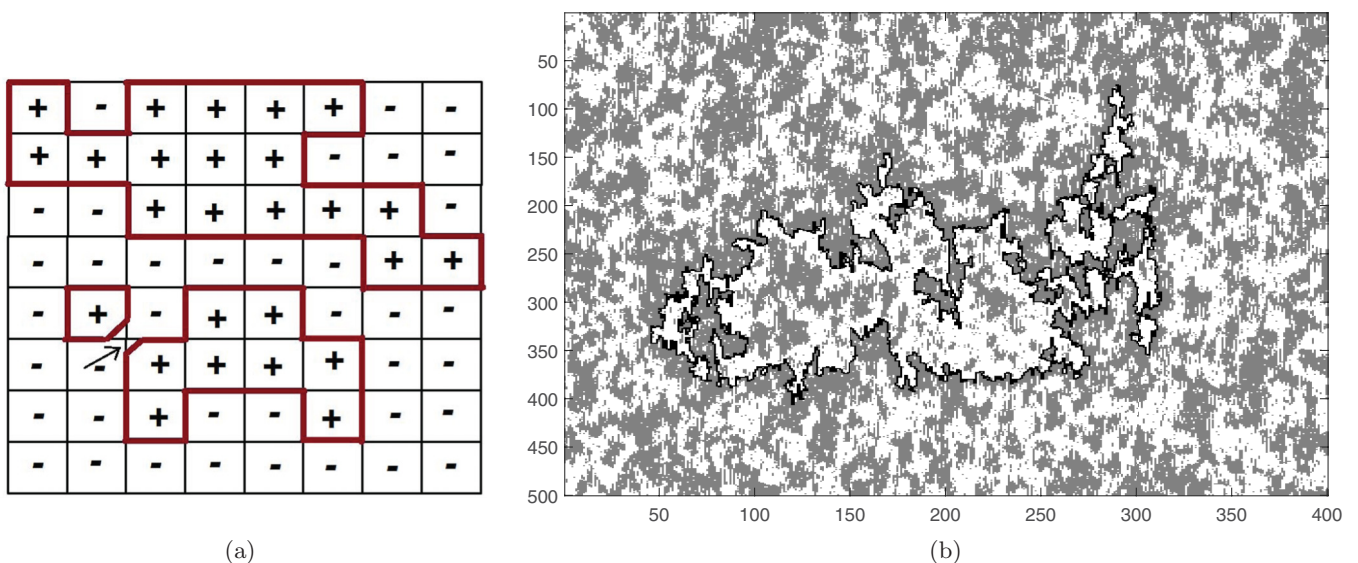 + - + + + + - -
+ + + + + - - -
- - + + + + + -
- - - - - - + +
- + - + + - - -
- - + + + + - -
- - + - - + - -
- - - - - - - -
(a)
50
100
150
200
250
300
350
400
450
500
50 100 150 200 250 300 350 400
(b)